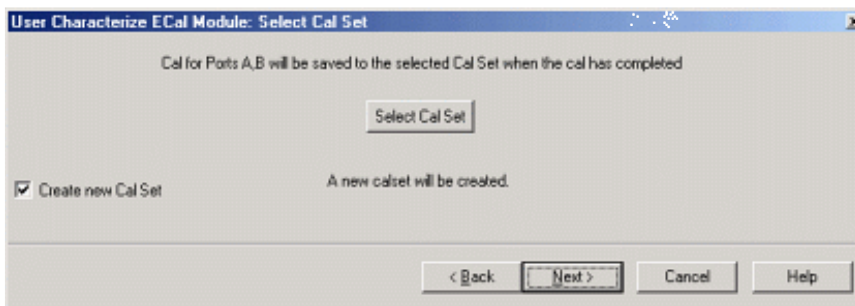 User Characterize ECal Module: Select Cal Set
Cal for Ports A,B will be saved to the selected Cal Set when the cal has completed
Select Cal Set
Create new Cal Set
A new calset will be created.
< Back
Next >
Cancel
Help